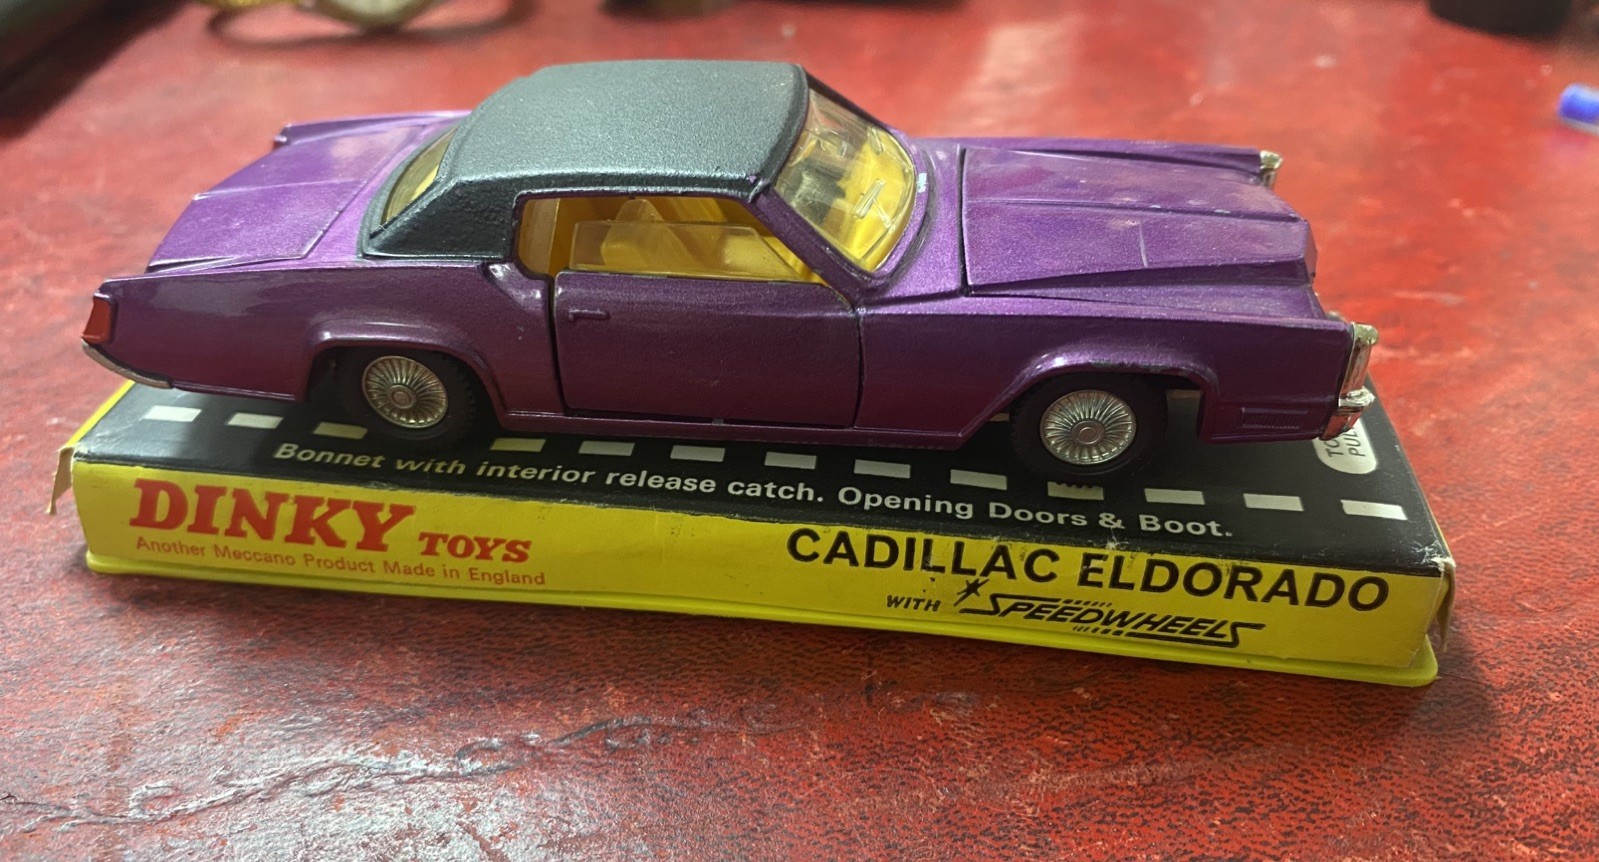 Bonnet with interior release catch. Opening Doors & Boot.
DINKY TOYS
Another Meccano Product Made in England
CADILLAC ELDORADO
WITH SPEEDWHEELS